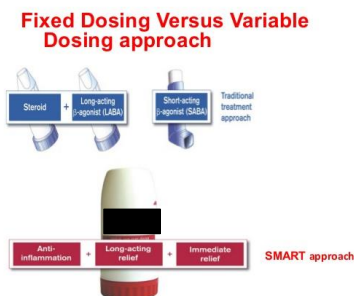 Fixed Dosing Versus Variable
Dosing approach
Steroid
+
Long-acting
β-agonist (LABA)
Short-acting
β-agonist (SABA)
Traditional
treatment
approach
Anti-
inflammation
+
Long-acting
relief
+
Immediate
relief
SMART approach